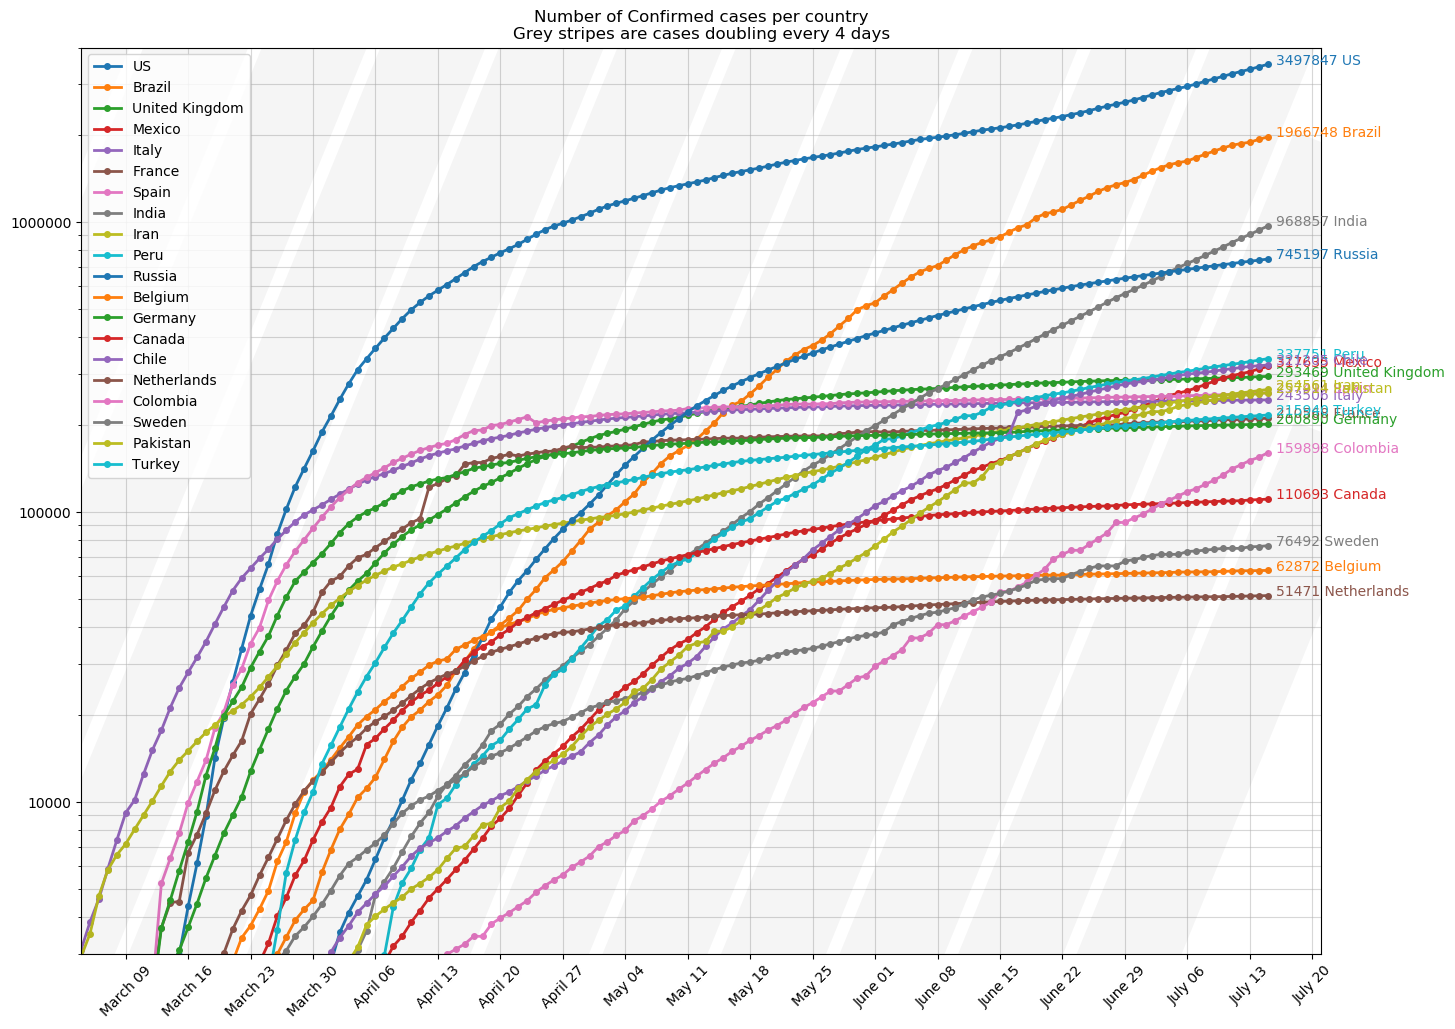 Number of Confirmed cases per country
Grey stripes are cases doubling every 4 days
US
Brazil
United Kingdom
Mexico
Italy
France
Spain
India
Iran
Peru
Russia
Belgium
Germany
Canada
Chile
Netherlands
Colombia
Sweden
Pakistan
Turkey
1000000
100000
10000
3497847 US
1966748 Brazil
968857 India
745197 Russia
337751 Peru
Mexico
293469 United Kingdom
243506 Italy
Turkey
200890 Germany
159898 Colombia
110693 Canada
76492 Sweden
62872 Belgium
51471 Netherlands
March 09
March 16
March 23
March 30
April 06
April 13
April 20
April 27
May 04
May 11
May 18
May 25
June 01
June 08
June 15
June 22
June 29
July 06
July 13
July 20